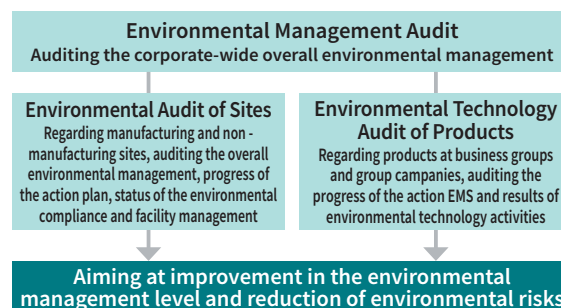 Environmental Management Audit
Auditing the corporate-wide overall environmental management
Environmental Audit of Sites
Regarding manufacturing and non -
manufacturing sites, auditing the overall
environmental management, progress of
the action plan, status of the environmental
compliance and facility management
Environmental Technology
Audit of Products
Regarding products at business groups
and group campanies, auditing the
progress of the action EMS and results of
environmental technology activities
Aiming at improvement in the environmental
management level and reduction of environmental risks